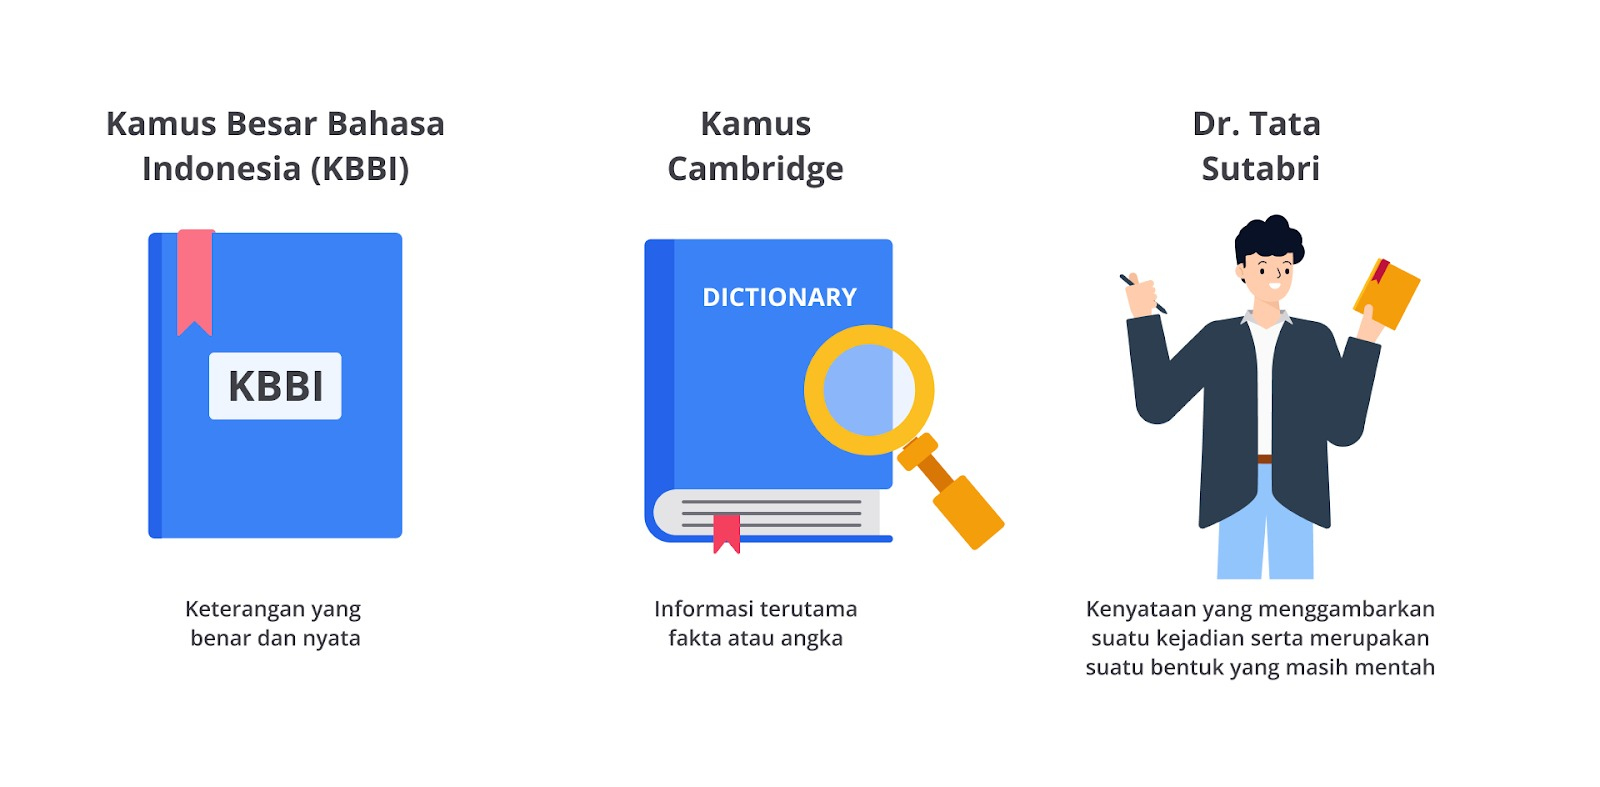 Kamus Besar Bahasa
Indonesia (KBBI)
KBBI
Keterangan yang
benar dan nyata
Kamus
Cambridge
DICTIONARY
Informasi terutama
fakta atau angka
Dr. Tata
Sutabri
Kenyataan yang menggambarkan
suatu kejadian serta merupakan
suatu bentuk yang masih mentah